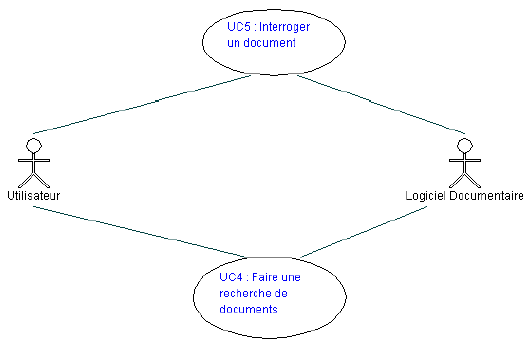 UC5 : Interroger
un document
Utilisateur
Logiciel Documentaire
UC4 : Faire une
recherche de
documents